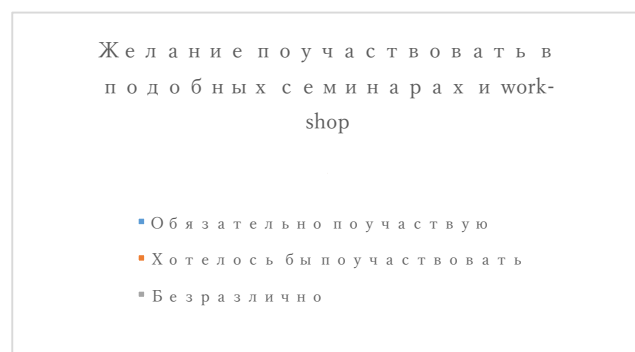 Желание поучаствовать в
подобных семинарах и work-
shop
Обязательно поучаствую
Хотелось бы поучаствовать
Безразлично